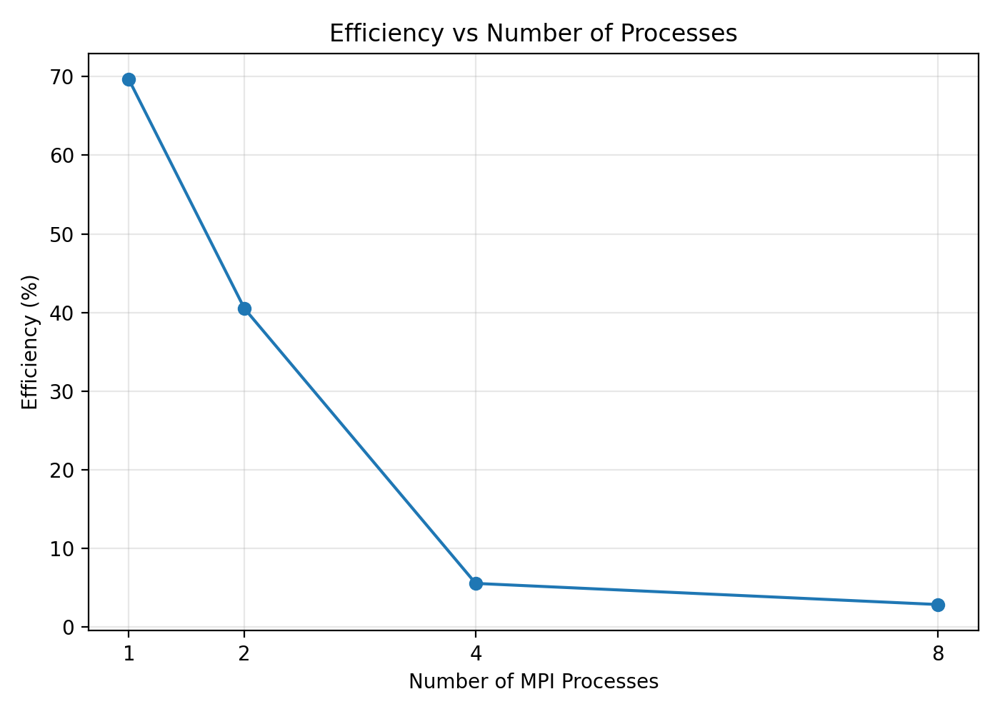 Efficiency vs Number of Processes
70
60
50
40
30
20
10
0
Efficiency (%)
1 2 4 8
Number of MPI Processes